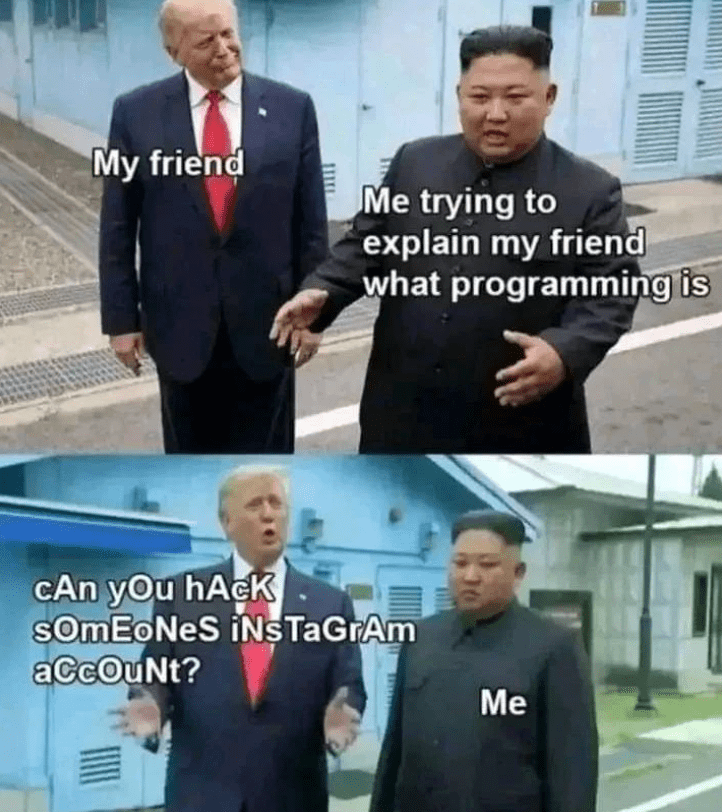 My friend
Me trying to
explain my friend
what programming is
cAn yOu hAcK
sOmEoNeS iNsTaGrAm
aCcOuNt?
Me